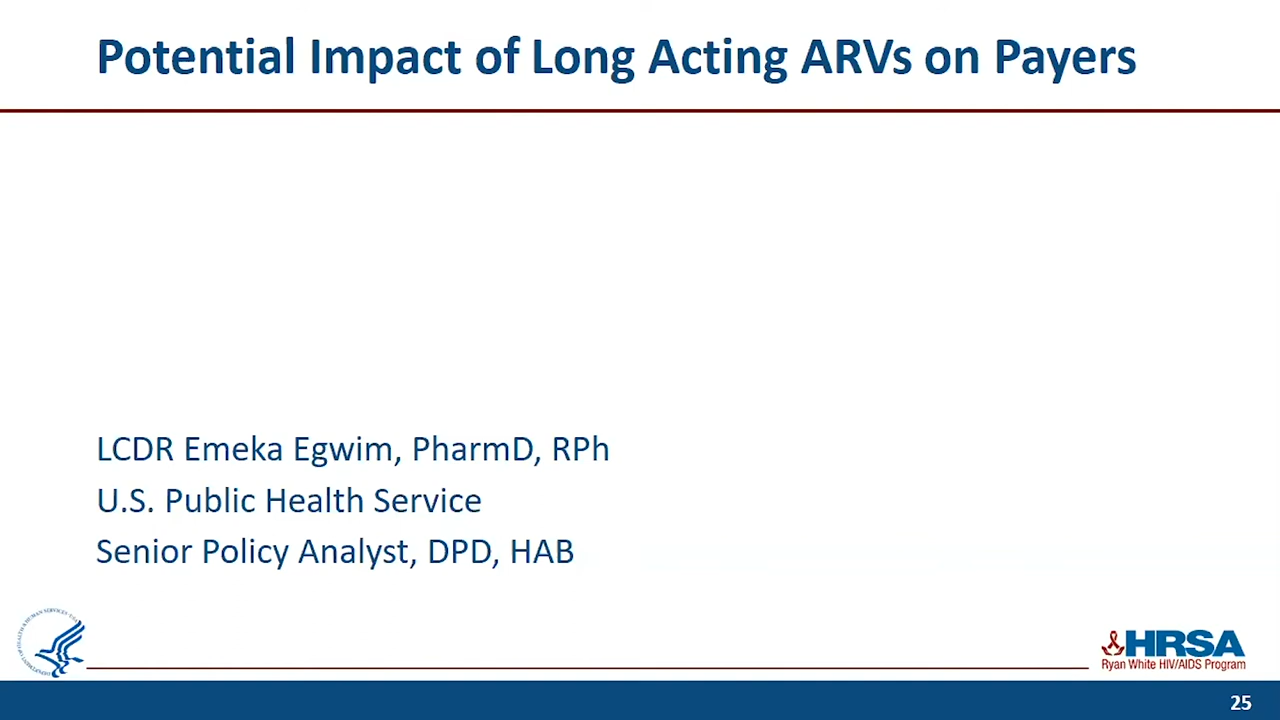 Potential Impact of Long Acting ARVs on Payers
LCDR Emeka Egwim, PharmD, RPh
U.S. Public Health Service
Senior Policy Analyst, DPD, HAB
HRSA
Ryan White HIV/AIDS Program
25